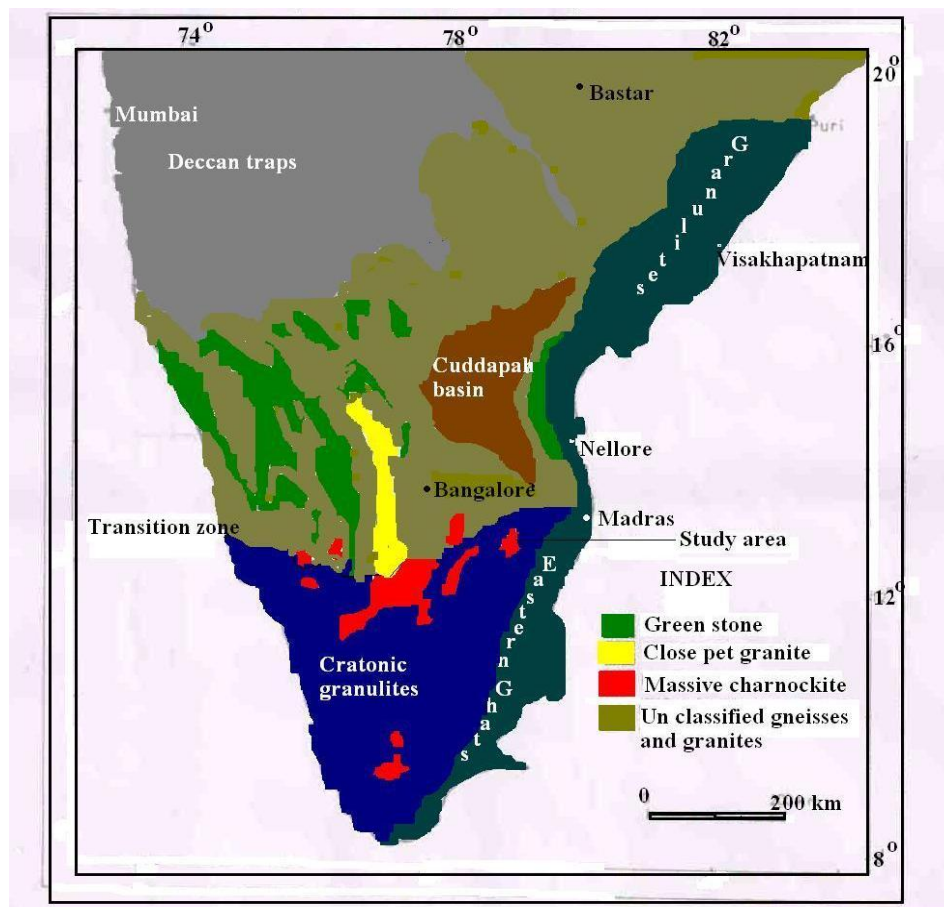 74° 78° 82°
20°
Bastar
Mumbai
Puri
Deccan traps
Granulites
Visakhapatnam
16°
Cuddapah
basin
Nellore
Bangalore
Madras
Transition zone
Study area
Eastern Ghats
INDEX
12°
Green stone
Close pet granite
Cratonic
granulites
Massive charnockite
Un classified gneisses
and granites
0 200 km
8°